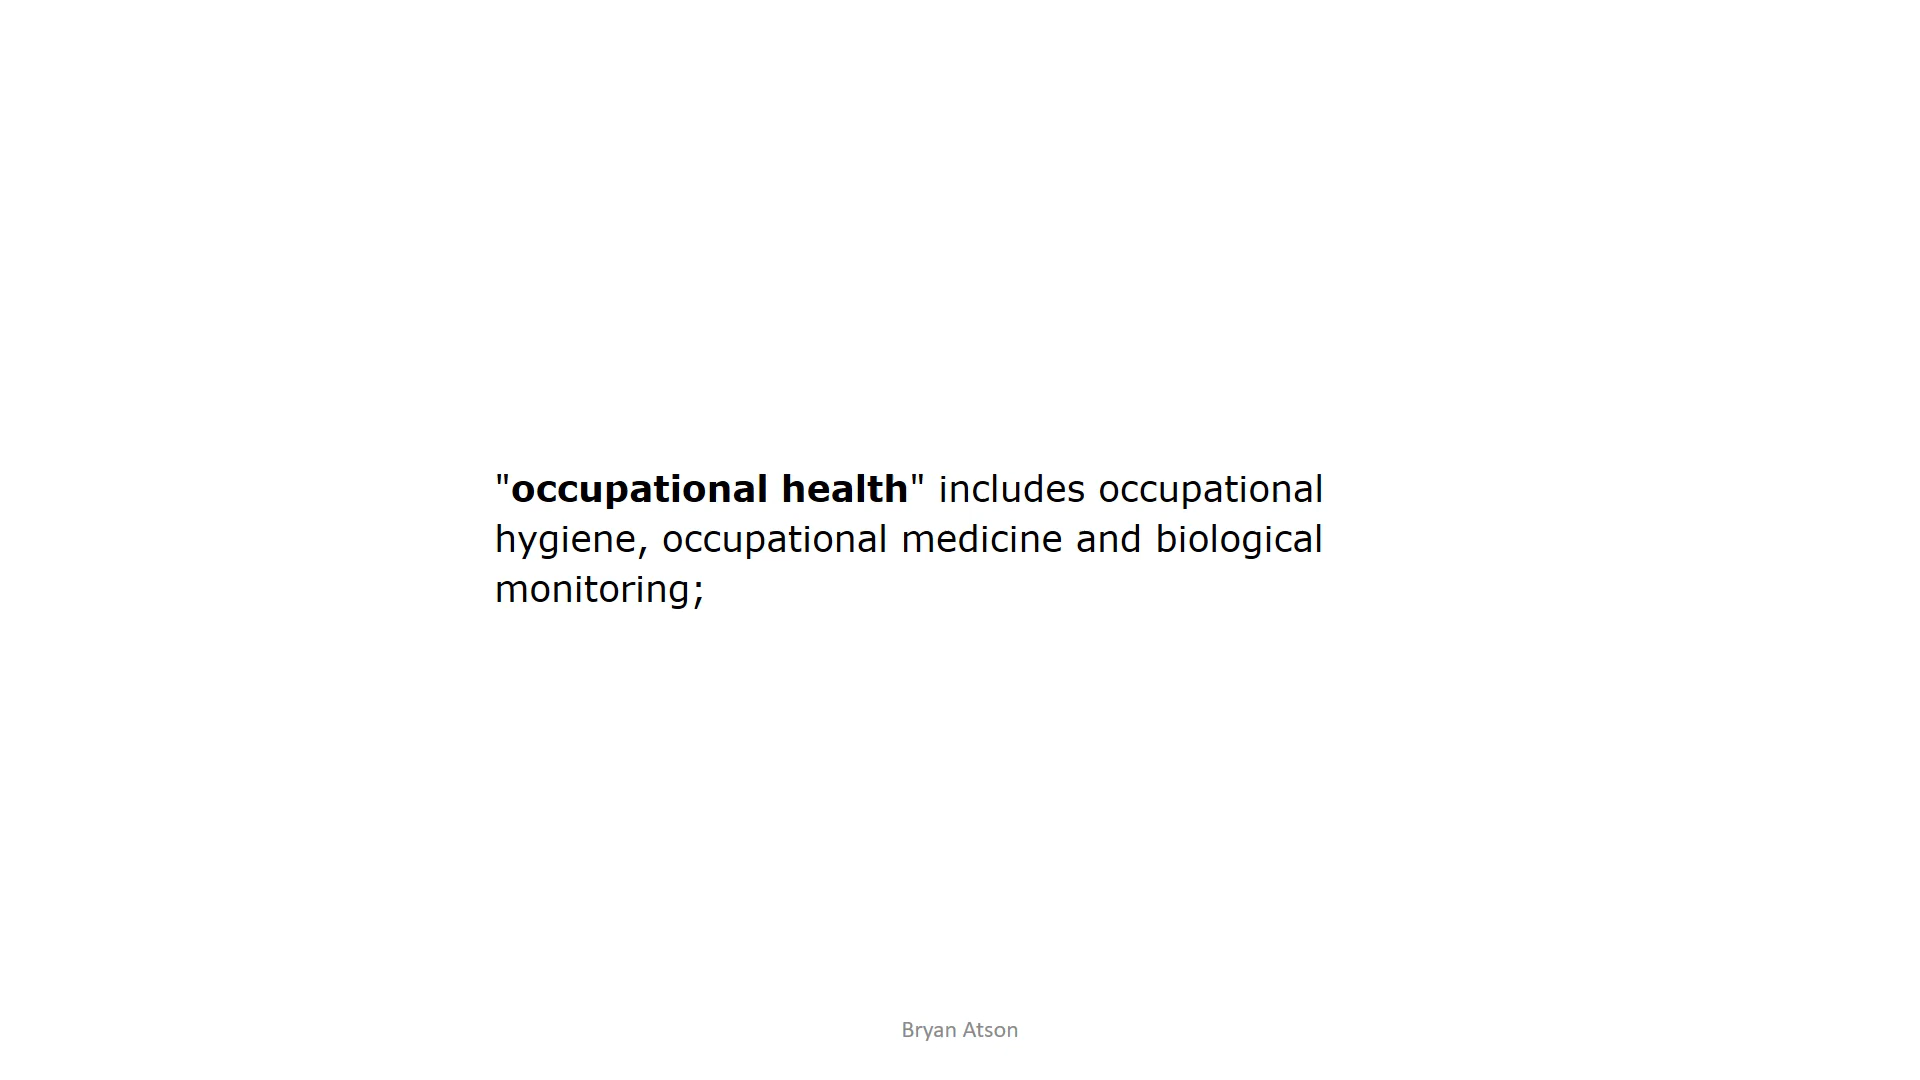 "occupational health" includes occupational
hygiene, occupational medicine and biological
monitoring;
Bryan Atson